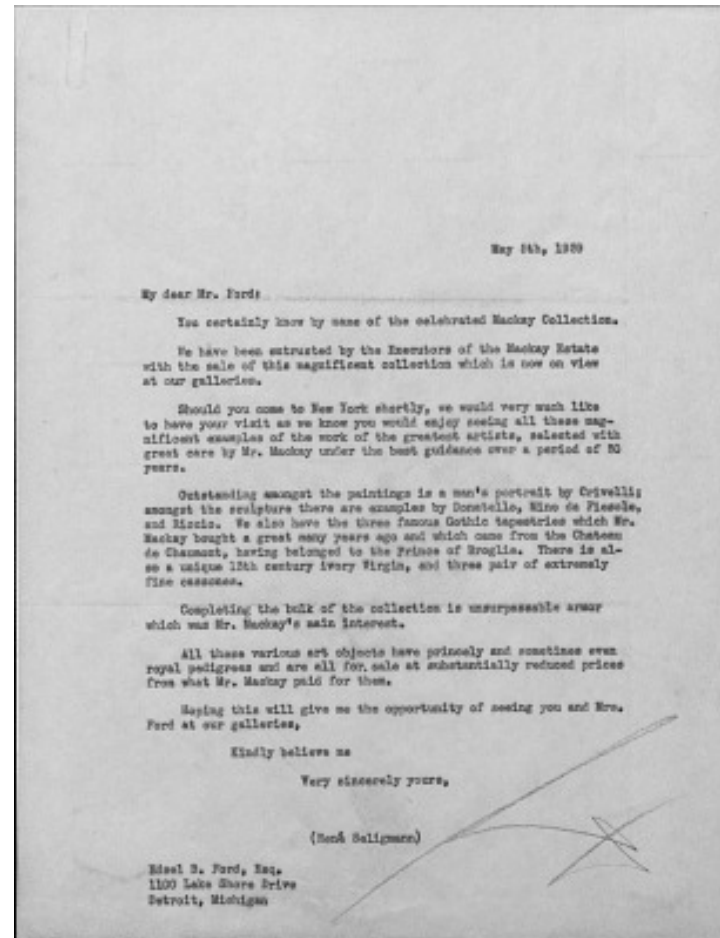 May 5th, 1939
My dear Mr. Ford:
You certainly know by name of the celebrated Mackay Collection.
We have been entrusted by the Executors of the Mackay Estate
with the sale of this magnificent collection which is now on view
at our galleries.
Should you come to New York shortly, we would very much like
to have your visit as we know you would enjoy seeing all these mag-
nificent examples of the work of the greatest artists, selected with
great care by Mr. Mackay under the best guidance over a period of 30
years.
Outstanding amongst the paintings is a man's portrait by Crivelli;
amongst the sculpture there are examples by Donatello, Mino da Fiesole,
and Riccio. We also have the three famous Gothic tapestries which Mr.
Mackay bought a great many years ago and which came from the Chateau
de Chaumont, having belonged to the Prince of Broglia. There is al-
so a unique 13th century ivory Virgin, and three pair of extremely
fine cassones.
Completing the bulk of the collection is unsurpassable armor
which was Mr. Mackay's main interest.
All these various art objects have princely and sometimes even
royal pedigrees and are all for sale at substantially reduced prices
from what Mr. Mackay paid for them.
Hoping this will give me the opportunity of seeing you and Mrs.
Ford at our galleries,
Kindly believe me
Very sincerely yours,
(René Seligmann)
Edsel B. Ford, Esq.
1100 Lake Shore Drive
Detroit, Michigan